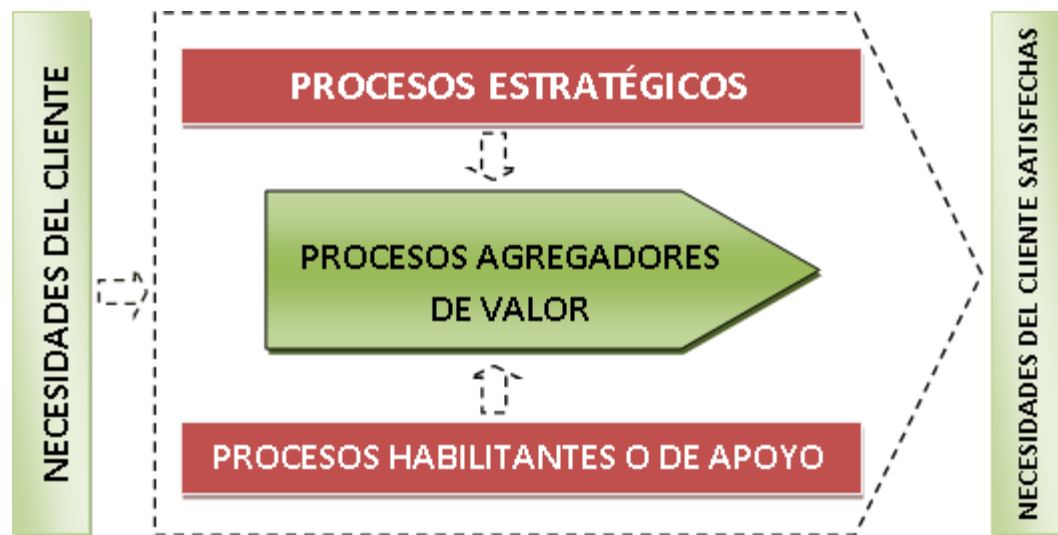 NECESIDADES DEL CLIENTE
PROCESOS ESTRATÉGICOS
PROCESOS AGREGADORES
DE VALOR
PROCESOS HABILITANTES O DE APOYO
NECESIDADES DEL CLIENTE SATISFECHAS